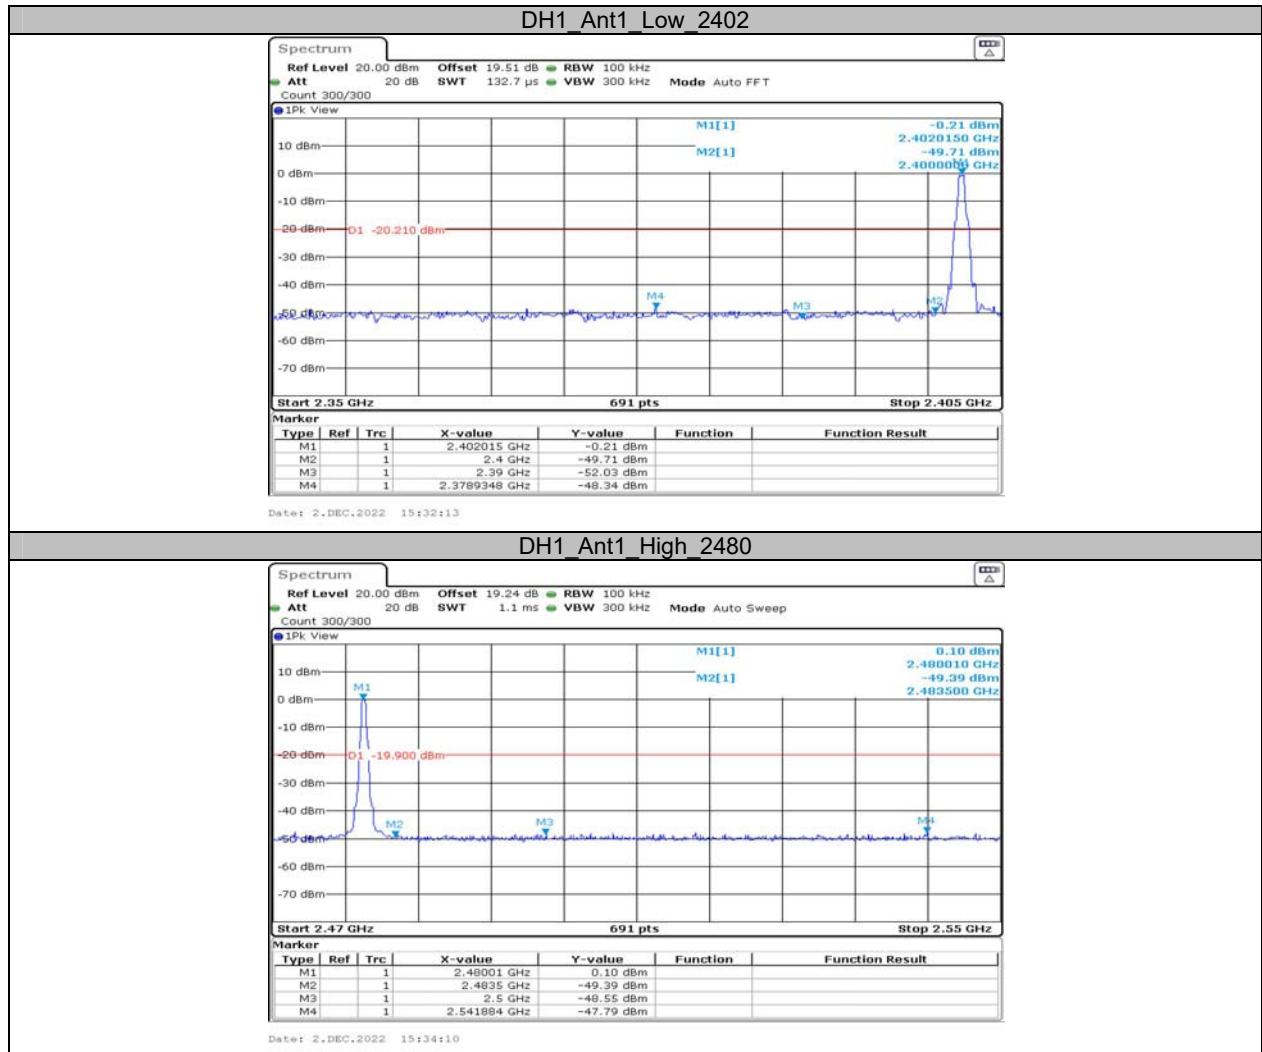 DH1_Ant1_Low_2402
Spectrum
Ref Level 20.00 dBm Offset 19.51 dB RBW 100 kHz
Att 20 dB SWT 132.7 µs VBW 300 kHz Mode Auto FFT
Count 300/300
1Pk View
M1[1] -0.21 dBm
2.4020150 GHz
10 dBm
M2[1] -49.71 dBm
2.4000000 GHz
M1
0 dBm
-10 dBm
-20 dBm D1 -20.210 dBm
-30 dBm
-40 dBm
M4 M3 M2
-50 dBm
-60 dBm
-70 dBm
Start 2.35 GHz 691 pts Stop 2.405 GHz
Marker
Type Ref Trc X-value Y-value Function Function Result
M1 1 2.402015 GHz -0.21 dBm
M2 1 2.4 GHz -49.71 dBm
M3 1 2.39 GHz -52.03 dBm
M4 1 2.3789348 GHz -48.34 dBm
Date: 2.DEC.2022 15:32:13
DH1_Ant1_High_2480
Spectrum
Ref Level 20.00 dBm Offset 19.24 dB RBW 100 kHz
Att 20 dB SWT 1.1 ms VBW 300 kHz Mode Auto Sweep
Count 300/300
1Pk View
M1[1] 0.10 dBm
2.480010 GHz
10 dBm
M2[1] -49.39 dBm
2.483500 GHz
M1
0 dBm
-10 dBm
-20 dBm D1 -19.900 dBm
-30 dBm
-40 dBm
M2 M3 M4
-50 dBm
-60 dBm
-70 dBm
Start 2.47 GHz 691 pts Stop 2.55 GHz
Marker
Type Ref Trc X-value Y-value Function Function Result
M1 1 2.48001 GHz 0.10 dBm
M2 1 2.4835 GHz -49.39 dBm
M3 1 2.5 GHz -48.55 dBm
M4 1 2.541884 GHz -47.79 dBm
Date: 2.DEC.2022 15:34:10